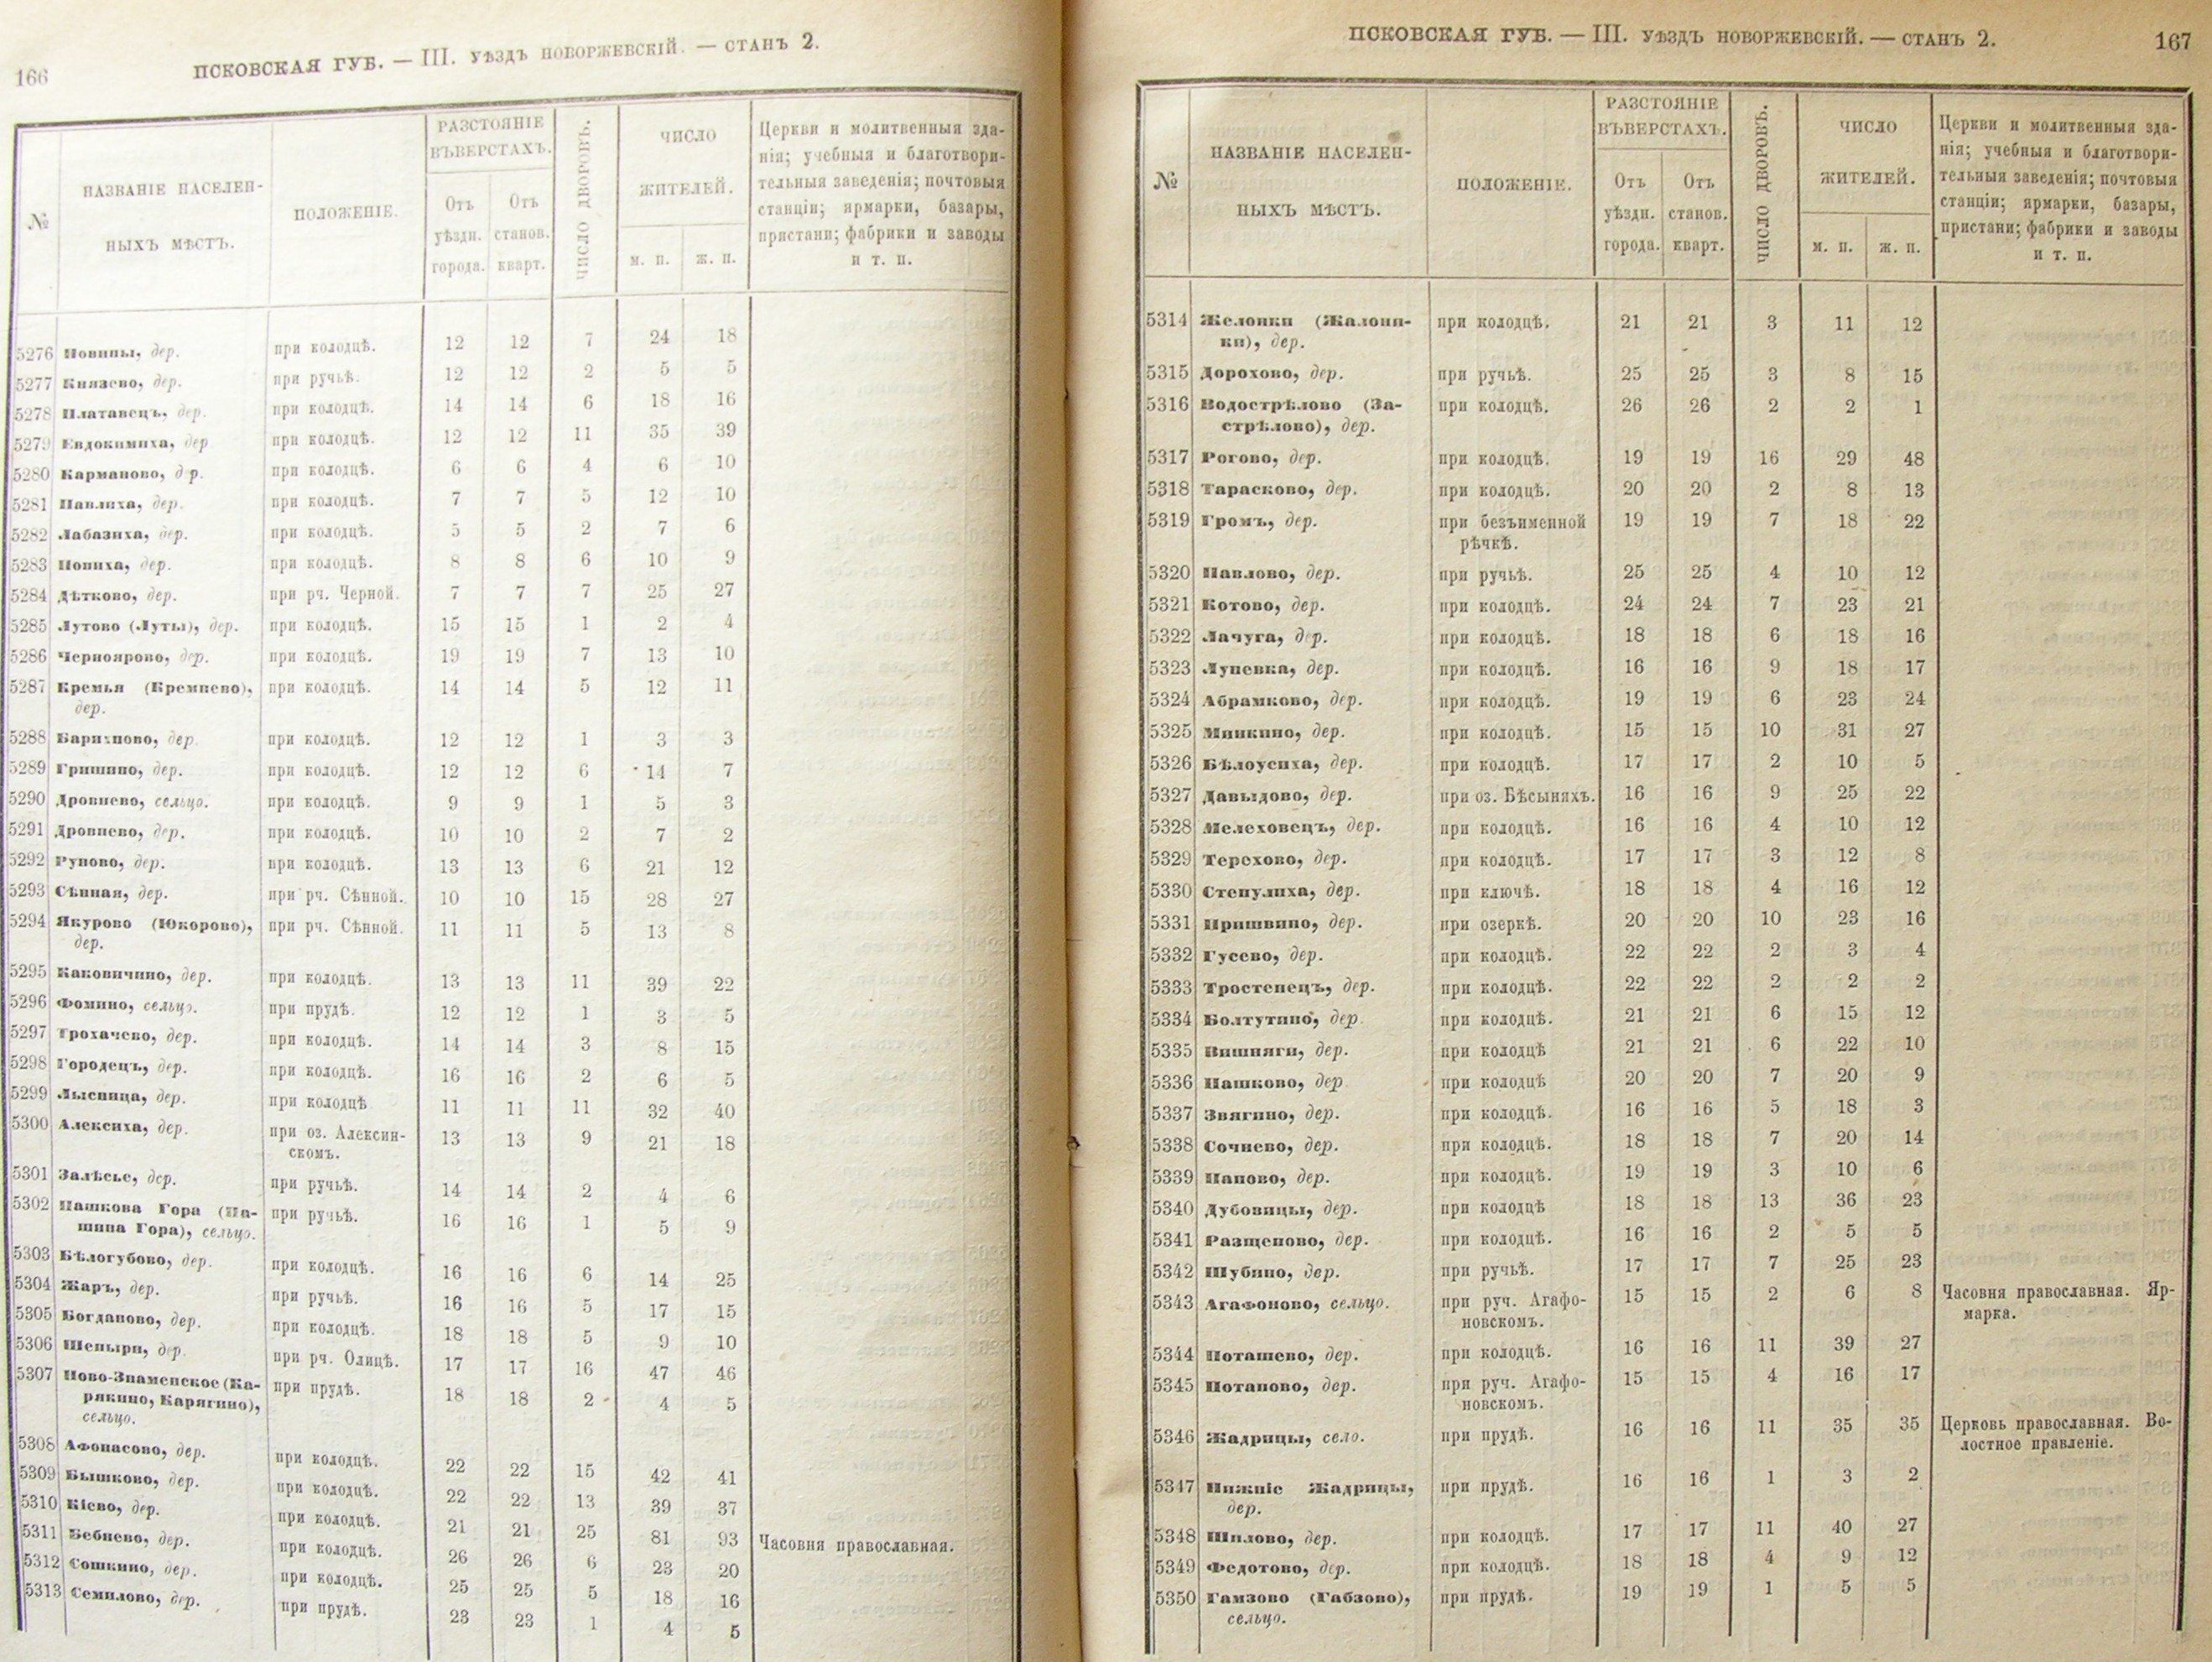 166
ПСКОВСКАЯ ГУБ. — III. УѢЗДЪ НОВОРЖЕВСКІЙ. — СТАНЪ 2.
№ НАЗВАНІЕ НАСЕЛЕН-НЫХЪ МѢСТЪ. ПОЛОЖЕНІЕ. РАЗСТОЯНІЕ ВЪ ВЕРСТАХЪ. Отъ уѣздн. города. Отъ станов. кварт. ЧИСЛО ДВОРОВЪ. ЧИСЛО ЖИТЕЛЕЙ. м. п. ж. п.
Церкви и молитвенныя зда-
нія; учебныя и благотвори-
тельныя заведенія; почтовыя
станціи; ярмарки, базары,
пристани; фабрики и заводы
и т. п.
5276 Новины, дер. при колодцѣ. 12 12 7 24 18
5277 Князево, дер. при ручьѣ. 12 12 2 5 5
5278 Платавецъ, дер. при колодцѣ. 14 14 6 18 16
5279 Евдокимиха, дер при колодцѣ. 12 12 11 35 39
5280 Карманово, д р. при колодцѣ. 6 6 4 6 10
5281 Павлиха, дер. при колодцѣ. 7 7 5 12 10
5282 Лабазиха, дер. при колодцѣ. 5 5 2 7 6
5283 Попиха, дер. при колодцѣ. 8 8 6 10 9
5284 Дѣтково, дер. при рч. Черной. 7 7 7 25 27
5285 Лутово (Луты), дер. при колодцѣ. 15 15 1 2 4
5286 Черноярово, дер. при колодцѣ. 19 19 7 13 10
5287 Кремья (Кремнево), при колодцѣ. 14 14 5 12 11
дер.
5288 дер. при колодцѣ. 12 12 1 3 3
5289 Гришино, дер. при колодцѣ. 12 12 6 14 7
5290 Дровнево, сельцо. при колодцѣ. 9 9 1 5 3
5291 Дровнево, дер. при колодцѣ. 10 10 2 7 2
5292 Руново, дер. при колодцѣ. 13 13 6 21 12
5293 Сѣнная, дер. при рч. Сѣнной. 10 10 15 28 27
5294 Якурово (Юкорово), при рч. Сѣнной. 11 11 5 13 8
дер.
5295 Каковичино, дер. при колодцѣ. 13 13 11 39 22
5296 Фомино, сельцо. при прудѣ. 12 12 1 3 5
5297 Трохачево, дер. при колодцѣ. 14 14 3 8 15
5298 Городецъ, дер. при колодцѣ. 16 16 2 6 5
5299 Лысница, дер. при колодцѣ 11 11 11 32 40
5300 Алексиха, дер. при оз. Алексин- 13 13 9 21 18
скомъ.
5301 Залѣсье, дер. при ручьѣ. 14 14 2 4 6
5302 Пашкова Гора (Па- при ручьѣ. 16 16 1 5 9
шина Гора), сельцо.
5303 Бѣлогубово, дер. при колодцѣ. 16 16 6 14 25
5304 Жаръ, дер. при ручьѣ. 16 16 5 17 15
5305 Богданово, дер. при колодцѣ. 18 18 5 9 10
5306 Шепыри, дер. при рч. Олицѣ. 17 17 16 47 46
5307 Ново-Знаменское (Ка- при прудѣ. 18 18 2 4 5
рякино, Карягино),
сельцо.
5308 Афонасово, дер. при колодцѣ. 22 22 15 42 41
5309 Бышково, дер. при колодцѣ. 22 22 13 39 37
5310 Кіево, дер. при колодцѣ. 21 21 25 81 93 Часовня православная.
5311 Бебнево, дер. при колодцѣ. 26 26 6 23 20
5312 Сошкино, дер. при колодцѣ. 25 25 5 18 16
5313 Семилово, дер. при прудѣ. 23 23 1 4 5
ПСКОВСКАЯ ГУБ. — III. УѢЗДЪ НОВОРЖЕВСКІЙ. — СТАНЪ 2.
167
№ НАЗВАНІЕ НАСЕЛЕН-НЫХЪ МѢСТЪ. ПОЛОЖЕНІЕ. РАЗСТОЯНІЕ ВЪ ВЕРСТАХЪ. Отъ уѣздн. города. Отъ станов. кварт. ЧИСЛО ДВОРОВЪ. ЧИСЛО ЖИТЕЛЕЙ. м. п. ж. п.
Церкви и молитвенныя зда-
нія; учебныя и благотвори-
тельныя заведенія; почтовыя
станціи; ярмарки, базары,
пристани; фабрики и заводы
и т. п.
5314 Желонки (Жалон- при колодцѣ. 21 21 3 11 12
ки), дер.
5315 Дорохово, дер. при ручьѣ. 25 25 3 8 15
5316 Водострѣлово (За- при колодцѣ. 26 26 2 2 1
стрѣлово), дер.
5317 Рогово, дер. при колодцѣ. 19 19 16 29 48
5318 Тарасково, дер. при колодцѣ. 20 20 2 8 13
5319 Громъ, дер. при безъименной 19 19 7 18 22
рѣчкѣ.
5320 Павлово, дер. при ручьѣ. 25 25 4 10 12
5321 Котово, дер. при колодцѣ. 24 24 7 23 21
5322 Лачуга, дер. при колодцѣ. 18 18 6 18 16
5323 Луневка, дер. при колодцѣ. 16 16 9 18 17
5324 Абрамково, дер. при колодцѣ. 19 19 6 23 24
5325 Минкино, дер. при колодцѣ. 15 15 10 31 27
5326 Бѣлоусиха, дер. при колодцѣ. 17 17 2 10 5
5327 Давыдово, дер. при оз. Бѣсыняхъ. 16 16 9 25 22
5328 Мелеховецъ, дер. при колодцѣ. 16 16 4 10 12
5329 Терехово, дер. при колодцѣ. 17 17 3 12 8
5330 Степулиха, дер. при ключѣ. 18 18 4 16 12
5331 Пришвино, дер. при озеркѣ. 20 20 10 23 16
5332 Гусево, дер. при колодцѣ. 22 22 2 3 4
5333 Тростенецъ, дер. при колодцѣ. 22 22 2 2 2
5334 Болтутино, дер. при колодцѣ. 21 21 6 15 12
5335 Вишняги, дер. при колодцѣ 21 21 6 22 10
5336 Пашково, дер при колодцѣ 20 20 7 20 9
5337 Звягино, дер. при колодцѣ. 16 16 5 18 3
5338 Сочнево, дер. при колодцѣ. 18 18 7 20 14
5339 Паново, дер. при колодцѣ. 19 19 3 10 6
5340 Дубовицы, дер. при колодцѣ 18 18 13 36 23
5341 Разщепово, дер. при колодцѣ. 16 16 2 5 5
5342 Шубино, дер. при ручьѣ. 17 17 7 25 23
5343 Агафоново, сельцо. при руч. Агафо- 15 15 2 6 8 Часовня православная. Яр-
новскомъ. марка.
5344 Поташево, дер. при колодцѣ. 16 16 11 39 27
5345 Потапово, дер. при руч. Агафо- 15 15 4 16 17
новскомъ.
5346 Жадрицы, село. при прудѣ. 16 16 11 35 35 Церковь православная. Во-
лостное правленіе.
5347 Нижніе Жадрицы, при прудѣ. 16 16 1 3 2
дер.
5348 Шилово, дер. при колодцѣ. 17 17 11 40 27
5349 Федотово, дер. при колодцѣ. 18 18 4 9 12
5350 Гамзово (Габзово), при прудѣ. 19 19 1 5 5
сельцо.